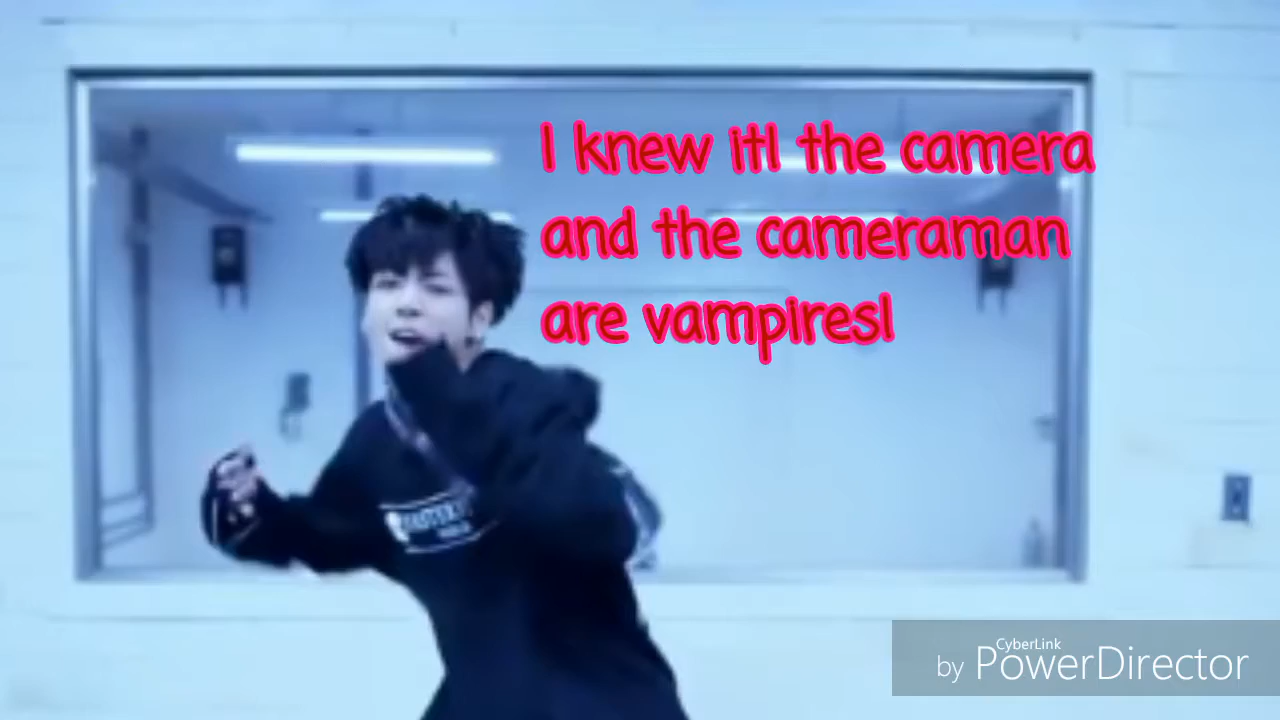 I knew it! the camera
and the cameraman
are vampires!
by CyberLink PowerDirector